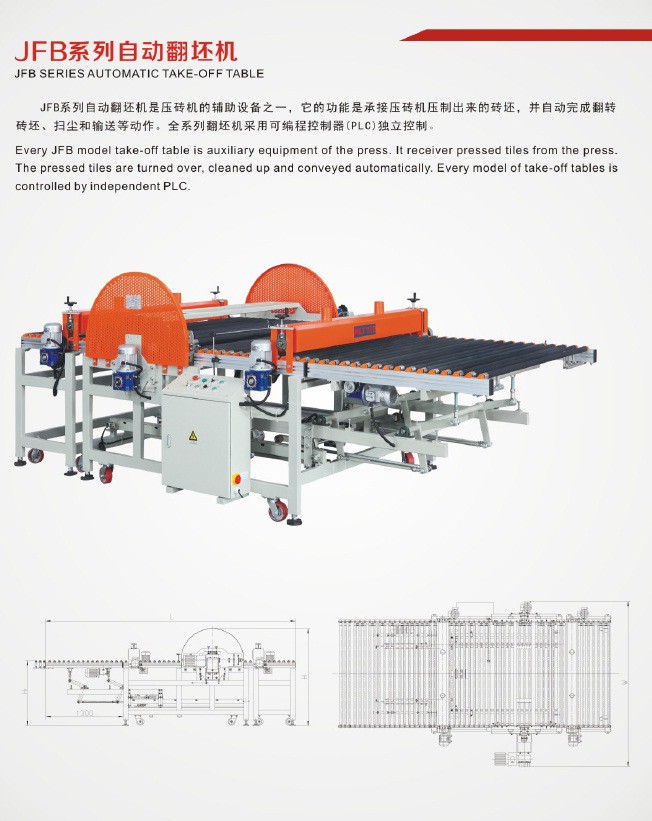 JFB系列自动翻坯机
JFB SERIES AUTOMATIC TAKE-OFF TABLE
JFB系列自动翻坯机是压砖机的辅助设备之一，它的功能是承接压砖机压制出来的砖坯，并自动完成翻转
砖坯、扫尘和输送等动作。全系列翻坯机采用可编程控制器(PLC)独立控制。
Every JFB model take-off table is auxiliary equipment of the press. It receiver pressed tiles from the press.
The pressed tiles are turned over, cleaned up and conveyed automatically. Every model of take-off tables is
controlled by independent PLC.
L
H
1300
W